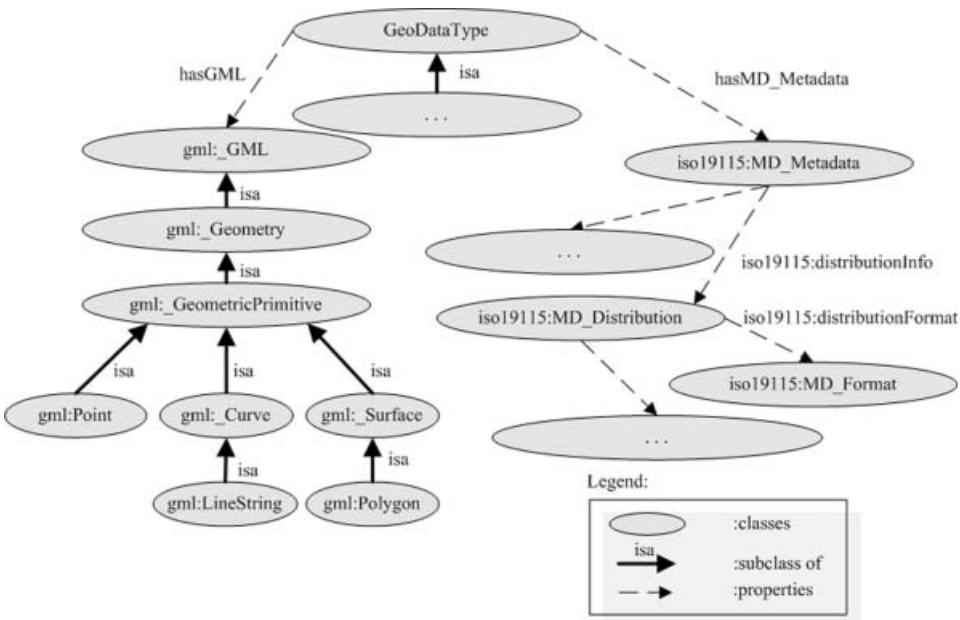 GeoDataType
isa
hasGML
hasMD_Metadata
. . .
gml:_GML
iso19115:MD_Metadata
isa
gml:_Geometry
. . .
isa
iso19115:distributionInfo
gml:_GeometricPrimitive
iso19115:MD_Distribution
iso19115:distributionFormat
isa
isa
isa
iso19115:MD_Format
gml:Point
gml:_Curve
gml:_Surface
. . .
isa
isa
gml:LineString
gml:Polygon
Legend:
:classes
isa
:subclass of
:properties